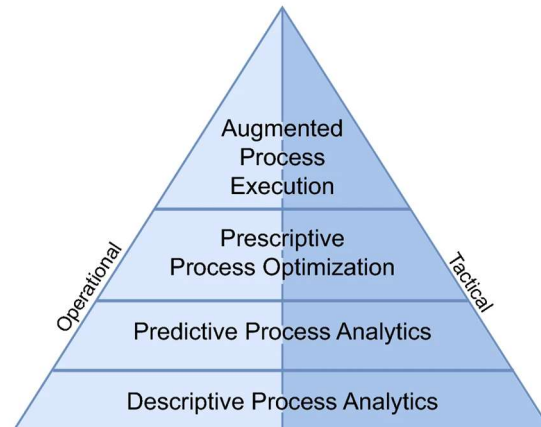 Augmented
Process
Execution
Prescriptive
Process Optimization
Operational
Tactical
Predictive Process Analytics
Descriptive Process Analytics